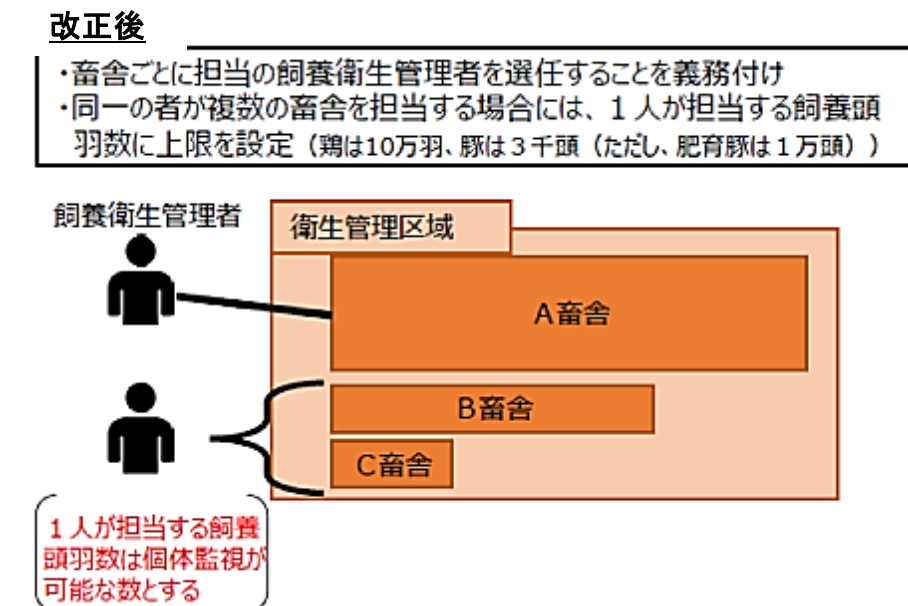 改正後
・畜舎ごとに担当の飼養衛生管理者を選任することを義務付け
・同一の者が複数の畜舎を担当する場合には、１人が担当する飼養頭
羽数に上限を設定（鶏は10万羽、豚は３千頭（ただし、肥育豚は１万頭））
飼養衛生管理者
衛生管理区域
A畜舎
B畜舎
C畜舎
１人が担当する飼養
頭羽数は個体監視が
可能な数とする